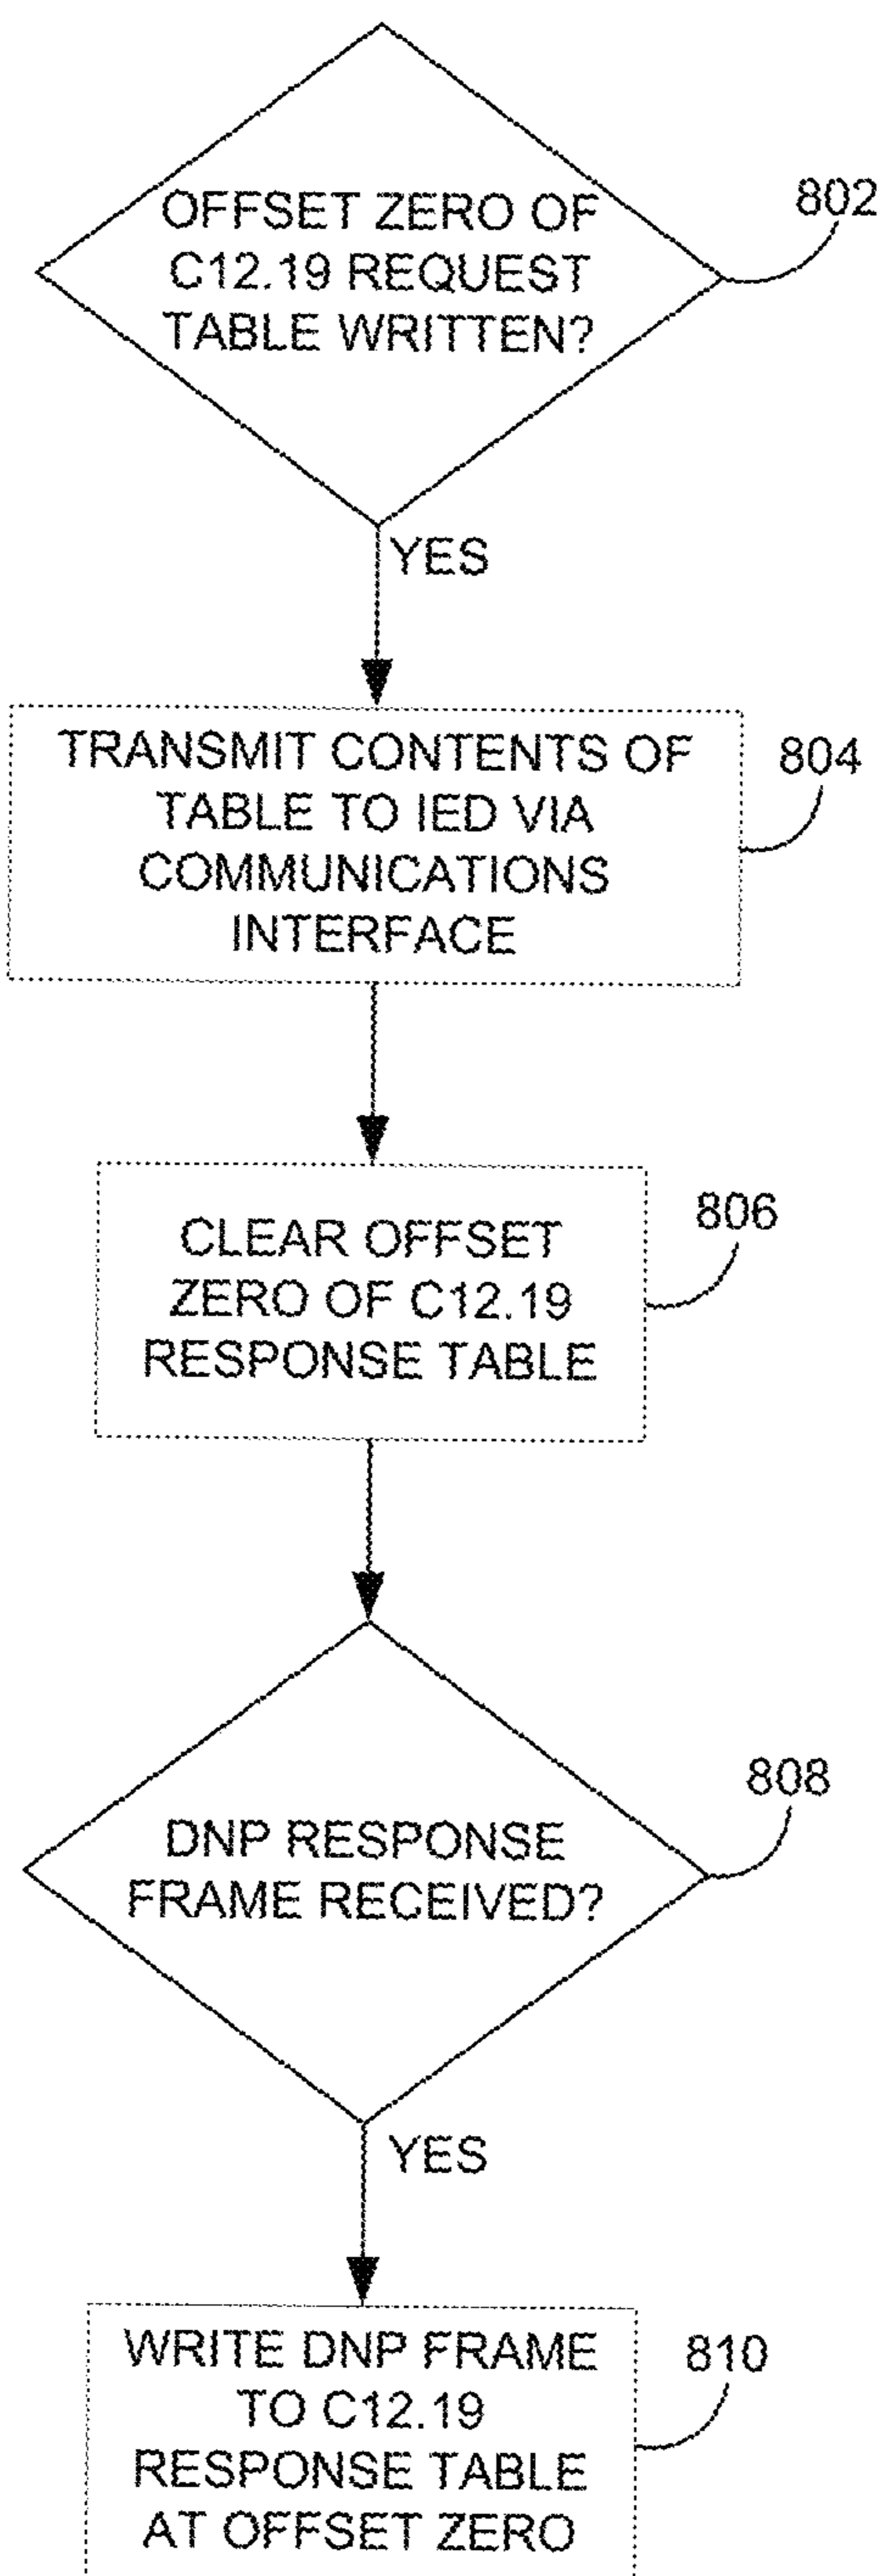 OFFSET ZERO OF
C12.19 REQUEST
TABLE WRITTEN?
802
YES
TRANSMIT CONTENTS OF
TABLE TO IED VIA
COMMUNICATIONS
INTERFACE
804
CLEAR OFFSET
ZERO OF C12.19
RESPONSE TABLE
806
DNP RESPONSE
FRAME RECEIVED?
808
YES
WRITE DNP FRAME
TO C12.19
RESPONSE TABLE
AT OFFSET ZERO
810